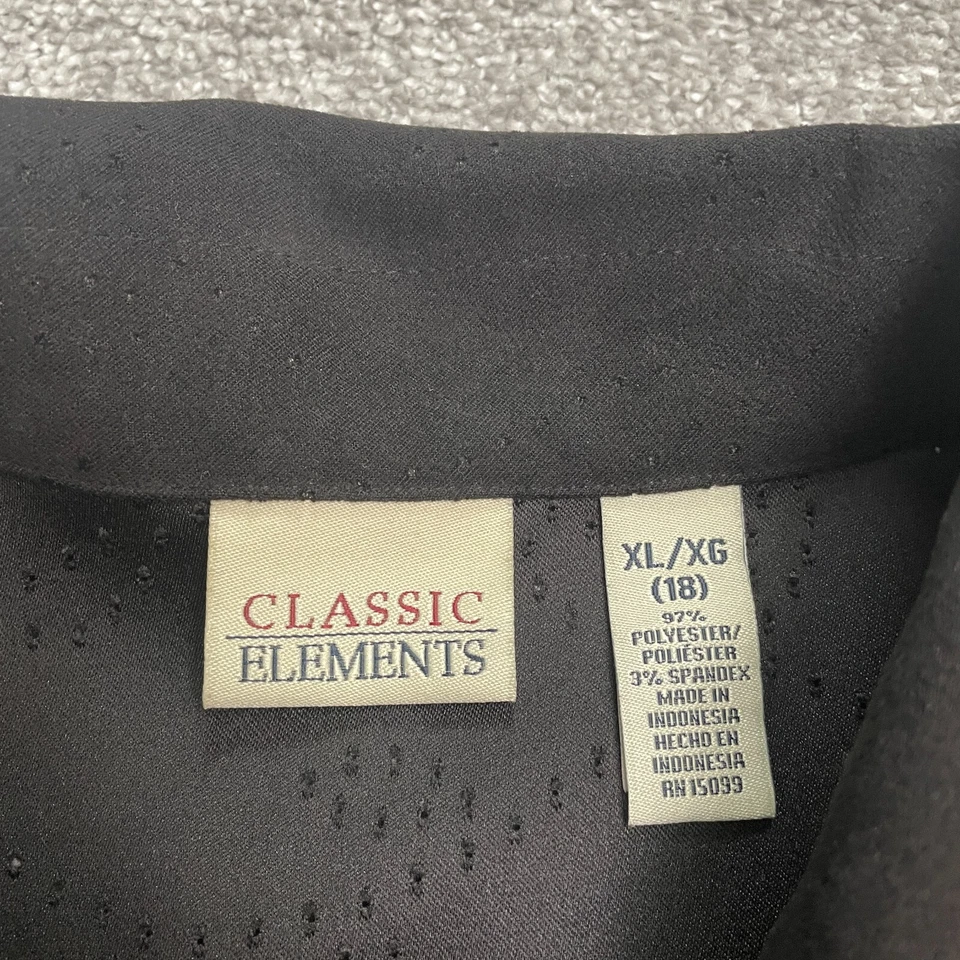 CLASSIC
ELEMENTS
XL/XG
(18)
97%
POLYESTER/
POLIÉSTER
3% SPANDEX
MADE IN
INDONESIA
HECHO EN
INDONESIA
RN 15099